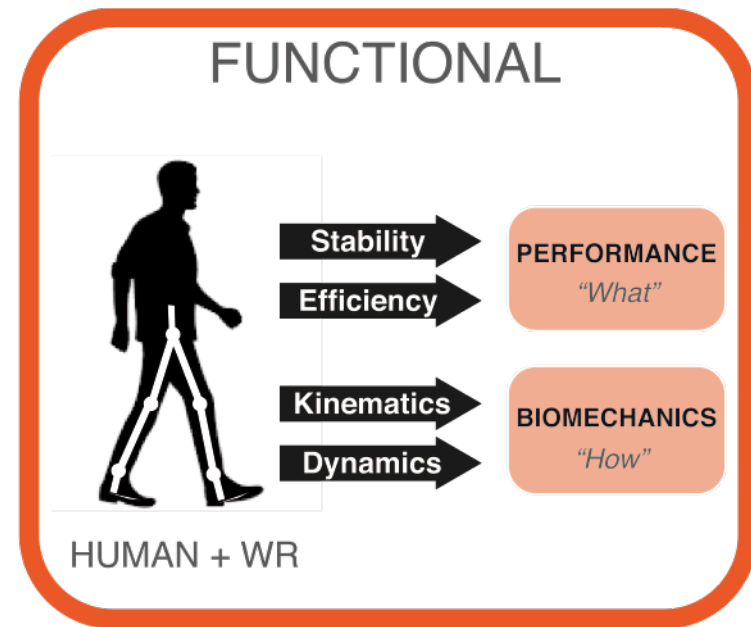 FUNCTIONAL
Stability
Efficiency
PERFORMANCE
“What”
Kinematics
Dynamics
BIOMECHANICS
“How”
HUMAN + WR